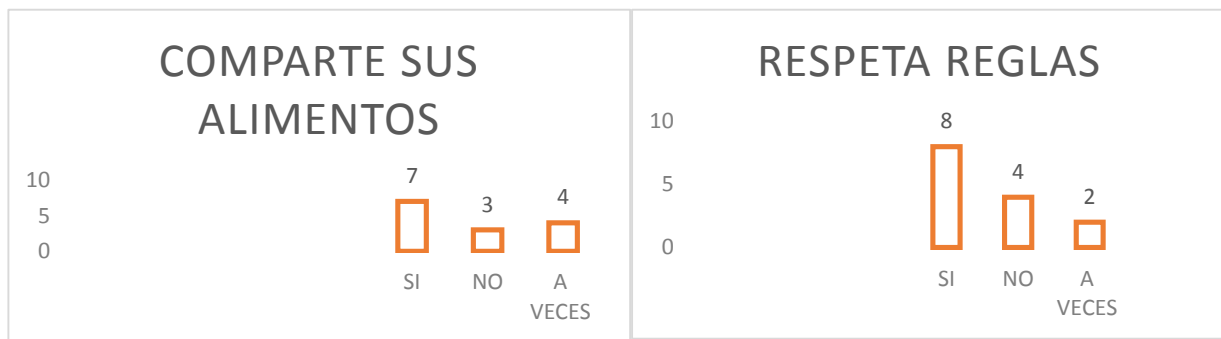 COMPARTE SUS
ALIMENTOS
10
5
0
7
3
4
SI
NO
A
VECES
RESPETA REGLAS
10
5
0
8
4
2
SI
NO
A
VECES